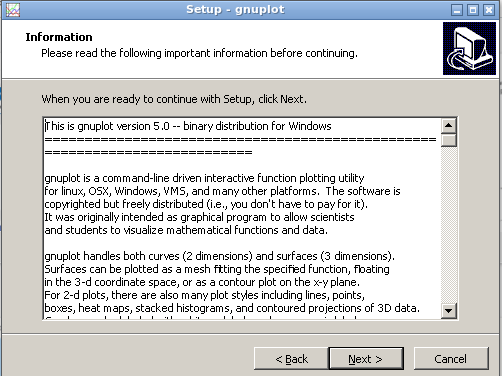 Setup - gnuplot
Information
Please read the following important information before continuing.
When you are ready to continue with Setup, click Next.
This is gnuplot version 5.0 -- binary distribution for Windows
=================================================
==========================
gnuplot is a command-line driven interactive function plotting utility
for linux, OSX, Windows, VMS, and many other platforms.  The software is
copyrighted but freely distributed (i.e., you don't have to pay for it).
It was originally intended as graphical program to allow scientists
and students to visualize mathematical functions and data.
gnuplot handles both curves (2 dimensions) and surfaces (3 dimensions).
Surfaces can be plotted as a mesh fitting the specified function, floating
in the 3-d coordinate space, or as a contour plot on the x-y plane.
For 2-d plots, there are also many plot styles including lines, points,
boxes, heat maps, stacked histograms, and contoured projections of 3D data.
< Back
Next >
Cancel